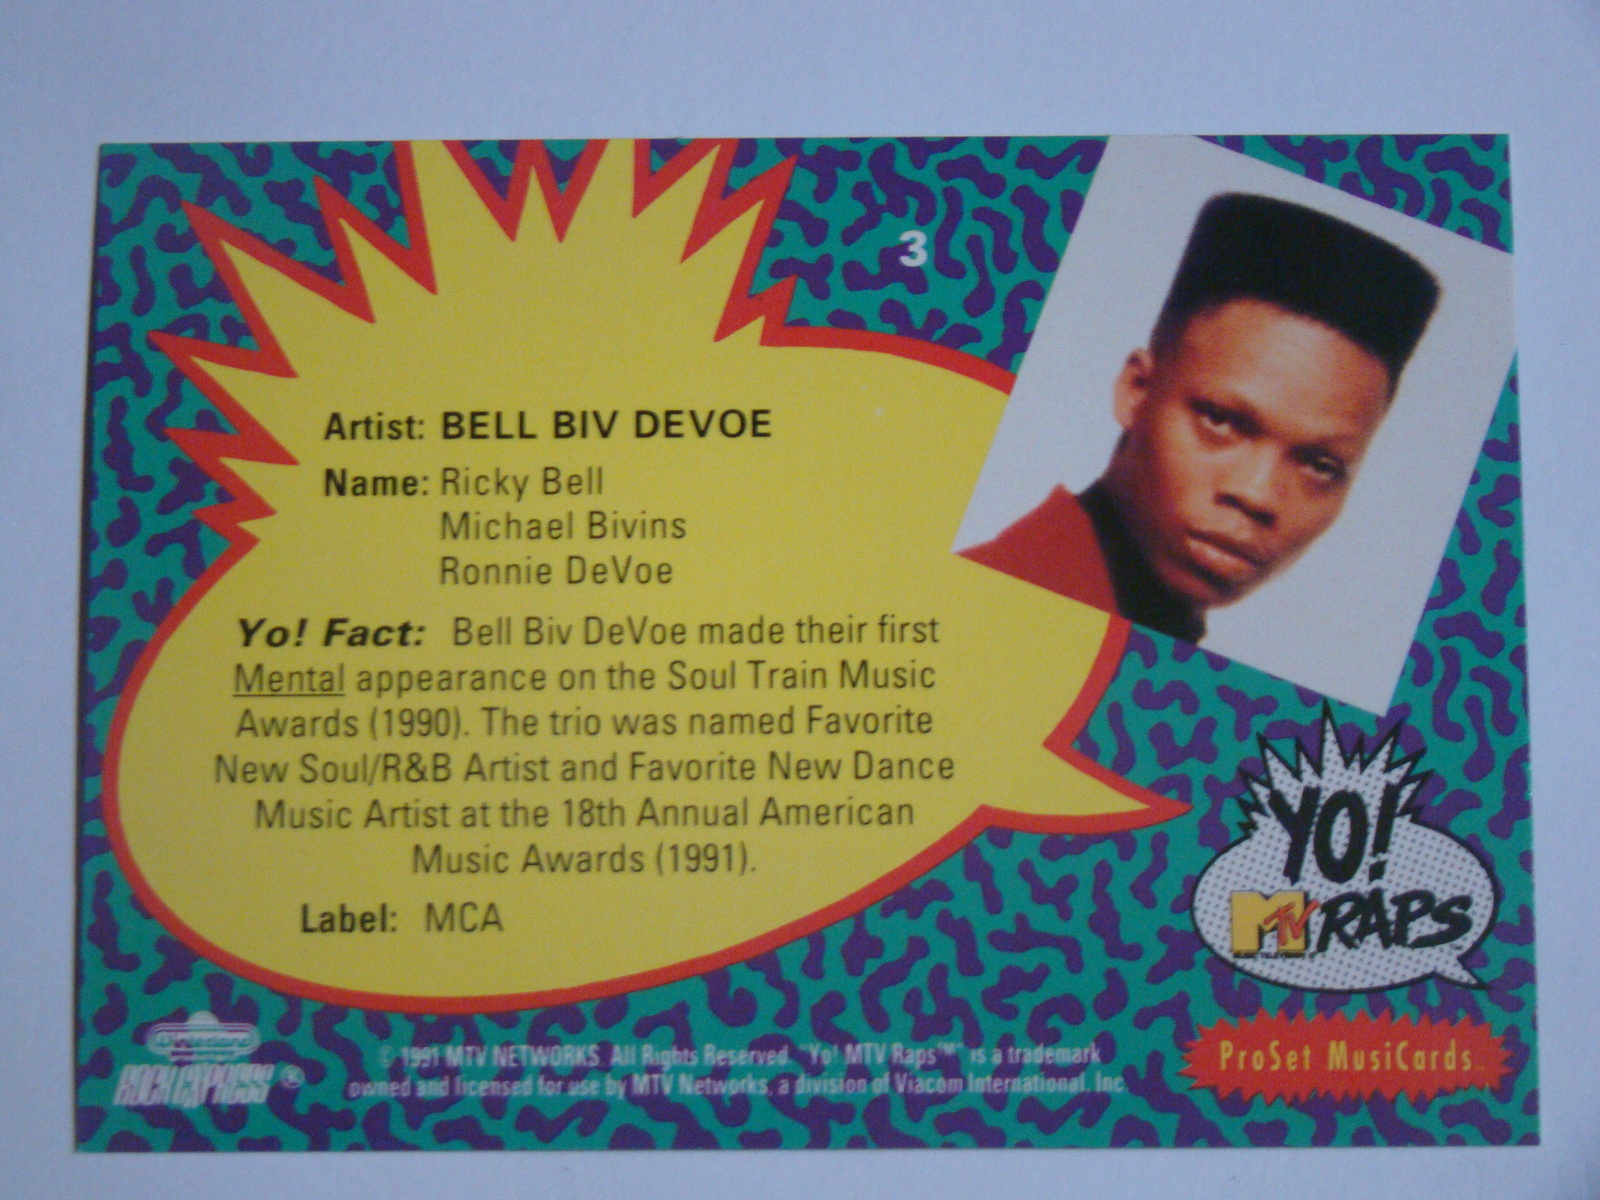 3
Artist: BELL BIV DEVOE
Name: Ricky Bell
Michael Bivins
Ronnie DeVoe
Yo! Fact: Bell Biv DeVoe made their first
Mental appearance on the Soul Train Music
Awards (1990). The trio was named Favorite
New Soul/R&B Artist and Favorite New Dance
Music Artist at the 18th Annual American
Music Awards (1991).
Label: MCA
YO!
MTV RAPS
MUSIC TELEVISION
ProSet MusiCards
Winterland
ROCK EXPRESS ®
© 1991 MTV NETWORKS. All Rights Reserved. "Yo! MTV Raps™" is a trademark
owned and licensed for use by MTV Networks, a division of Viacom International, Inc.